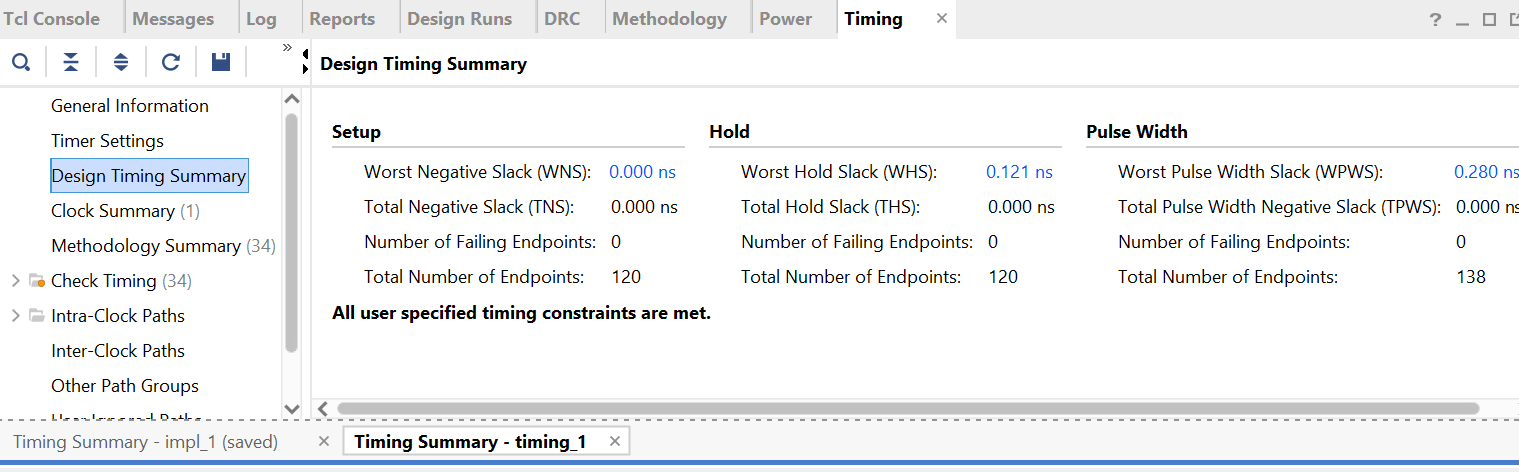 Tcl Console Messages Log Reports Design Runs DRC Methodology Power Timing ×
? _
»
Design Timing Summary
General Information
Timer Settings
Design Timing Summary
Clock Summary (1)
Methodology Summary (34)
Check Timing (34)
Intra-Clock Paths
Inter-Clock Paths
Other Path Groups
User Ignored Paths
Setup
Worst Negative Slack (WNS): 0.000 ns
Total Negative Slack (TNS): 0.000 ns
Number of Failing Endpoints: 0
Total Number of Endpoints: 120
Hold
Worst Hold Slack (WHS): 0.121 ns
Total Hold Slack (THS): 0.000 ns
Number of Failing Endpoints: 0
Total Number of Endpoints: 120
Pulse Width
Worst Pulse Width Slack (WPWS): 0.280 ns
Total Pulse Width Negative Slack (TPWS): 0.000 ns
Number of Failing Endpoints: 0
Total Number of Endpoints: 138
All user specified timing constraints are met.
Timing Summary - impl_1 (saved) × Timing Summary - timing_1 ×